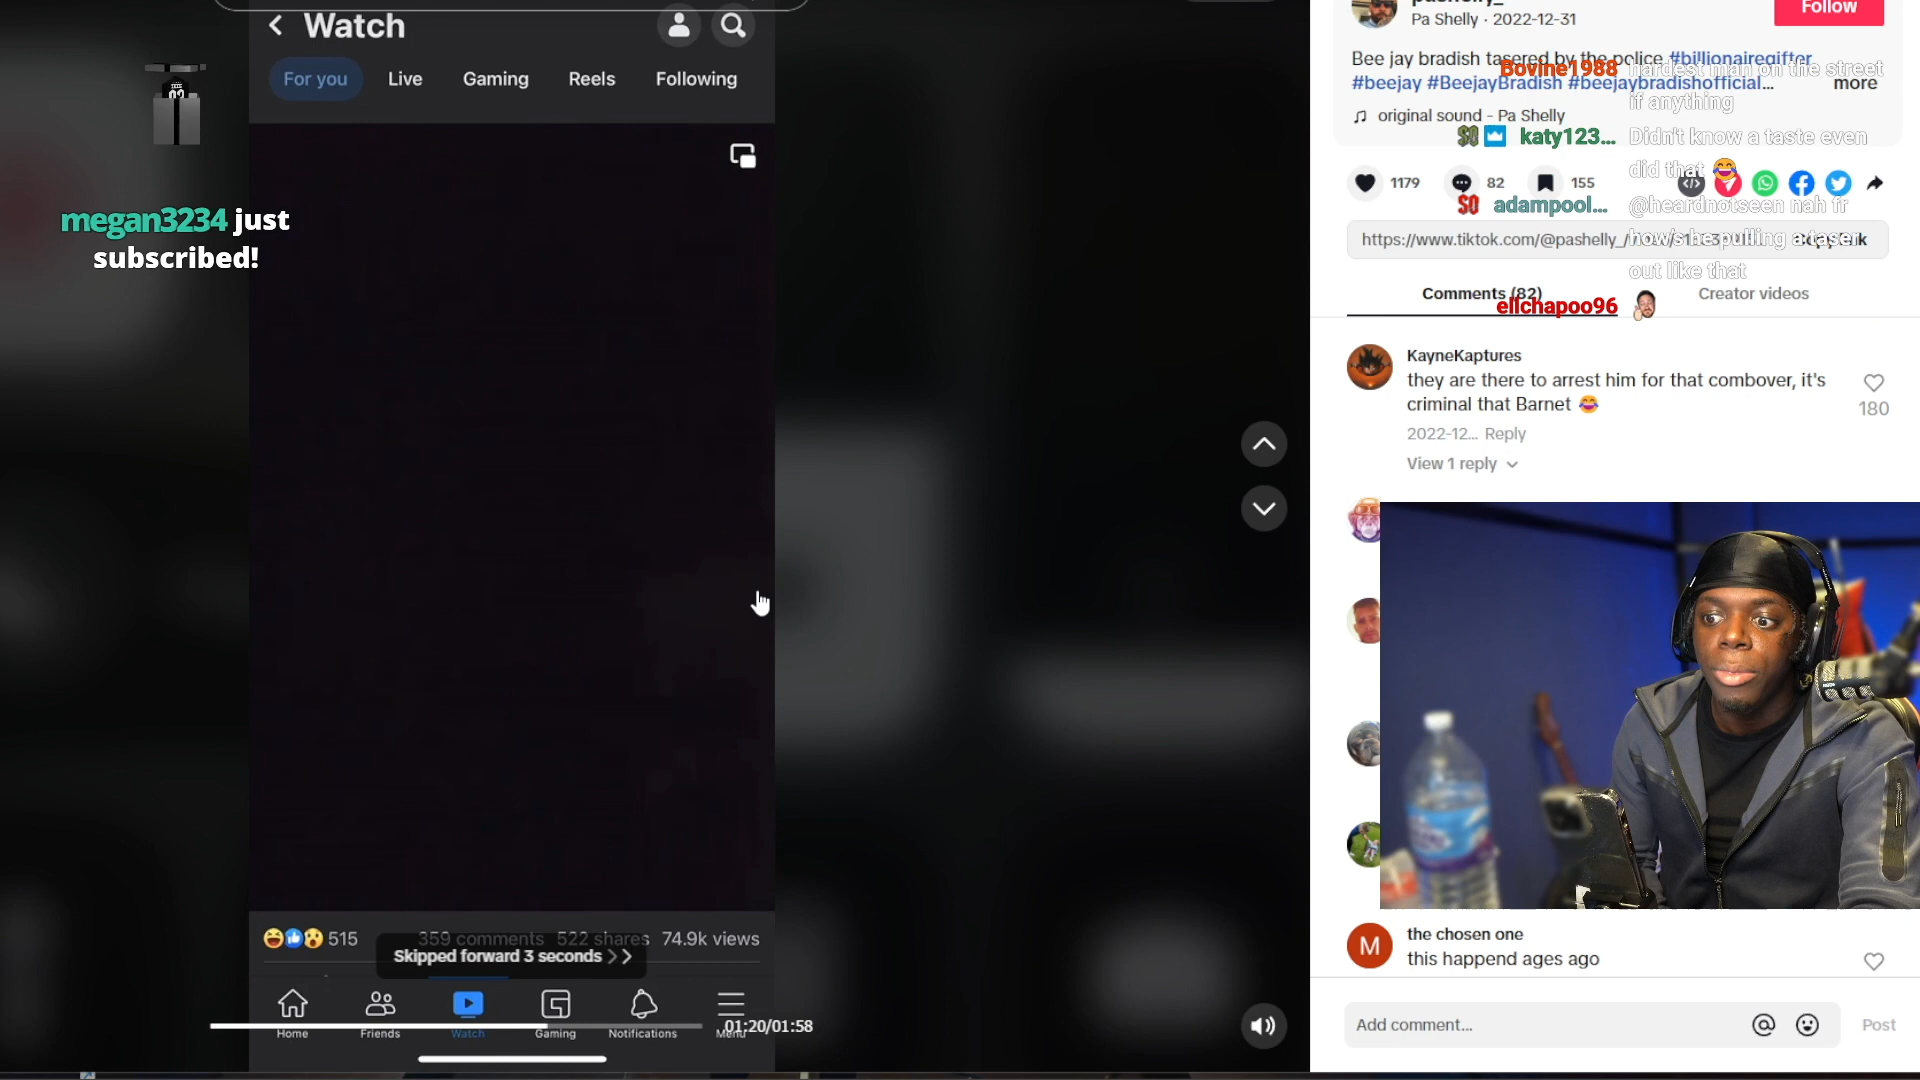 Watch
For you
Live
Gaming
Reels
Following
megan3234 just
subscribed!
515
359 comments
522 shares
74.9k views
Skipped forward 3 seconds
Home
Friends
Watch
Gaming
Notifications
Menu
01:20/01:58
Pa Shelly · 2022-12-31
Follow
Bee jay bradish tasered by the police #billionairegifter
#beejay #BeejayBradish #beejaybradishofficial...
more
original sound - Pa Shelly
1179
82
155
https://www.tiktok.com/@pashelly_/
Comments (82)
Creator videos
Bovine1988 hardest man on the street
if anything
katy123... Didn't know a taste even
did that 😂
adampool... @heardnotseen nah fr
how's he pulling a taser
out like that
ellchapoo96
KayneKaptures
they are there to arrest him for that combover, it's
criminal that Barnet 😂
180
2022-12... Reply
View 1 reply
M
the chosen one
this happend ages ago
Add comment...
Post